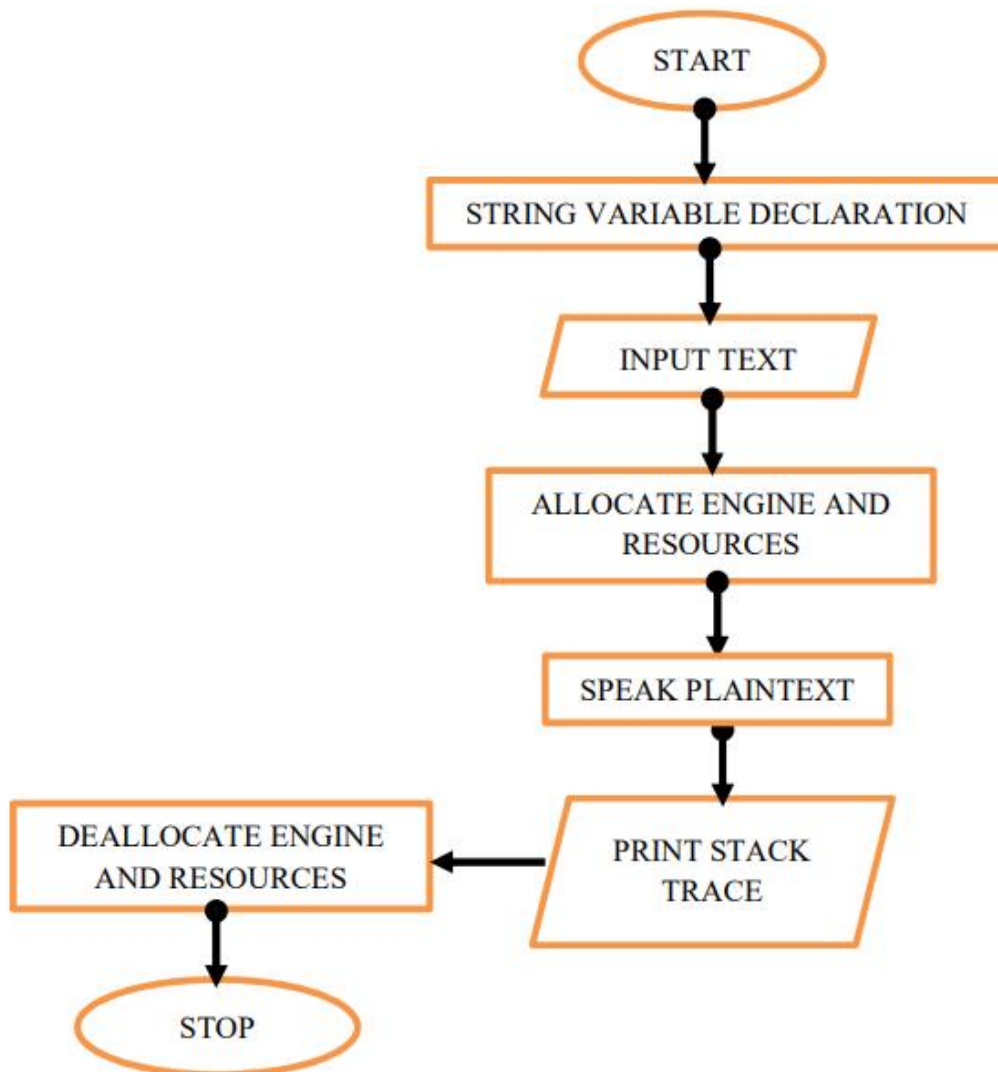 START
STRING VARIABLE DECLARATION
INPUT TEXT
ALLOCATE ENGINE AND
RESOURCES
SPEAK PLAINTEXT
PRINT STACK
TRACE
DEALLOCATE ENGINE
AND RESOURCES
STOP